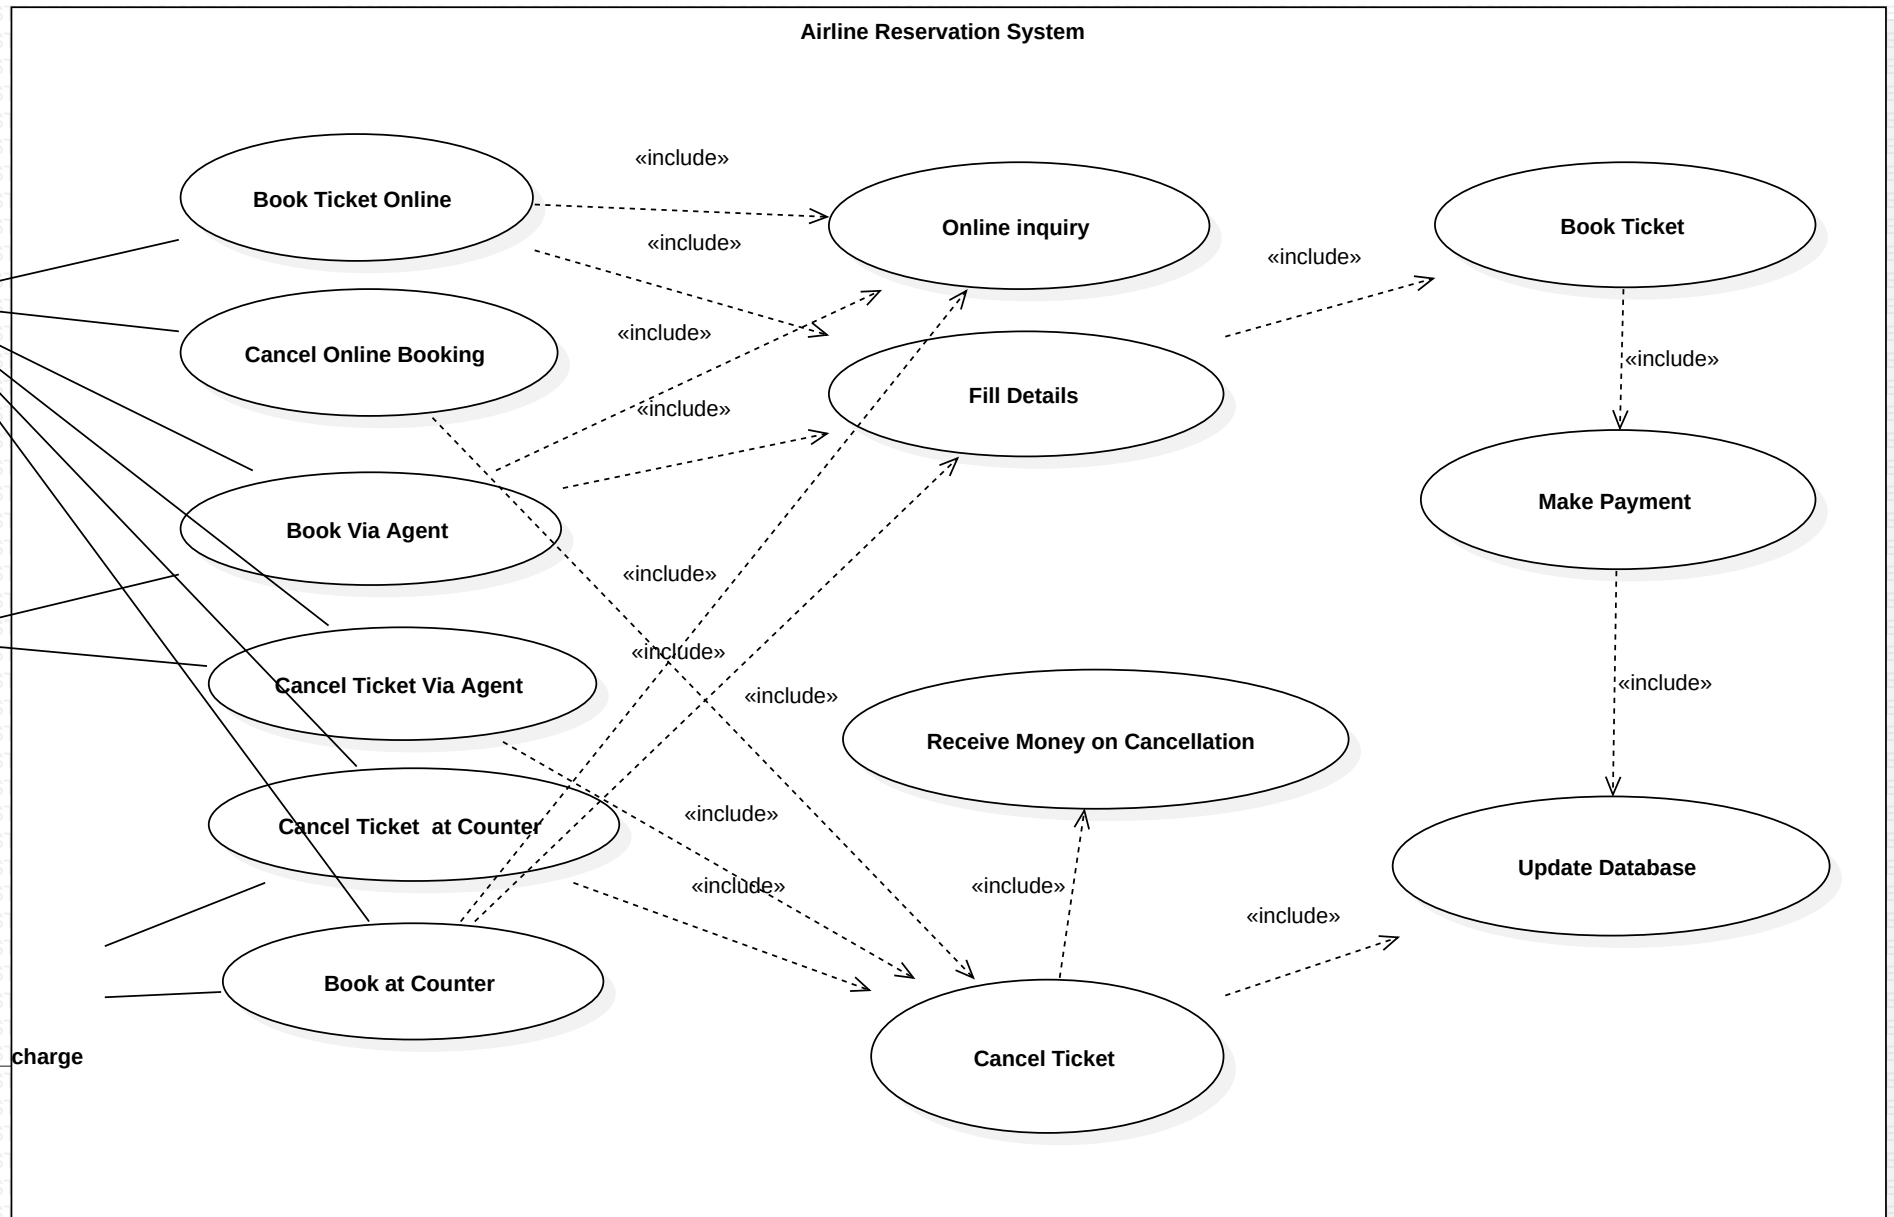 Airline Reservation System
«include»
Book Ticket Online
Online inquiry
Book Ticket
«include»
«include»
«include»
Cancel Online Booking
«include»
Fill Details
«include»
Make Payment
Book Via Agent
«include»
«include»
Cancel Ticket Via Agent
«include»
«include»
Receive Money on Cancellation
«include»
Cancel Ticket  at Counter
Update Database
«include»
«include»
«include»
Book at Counter
charge
Cancel Ticket